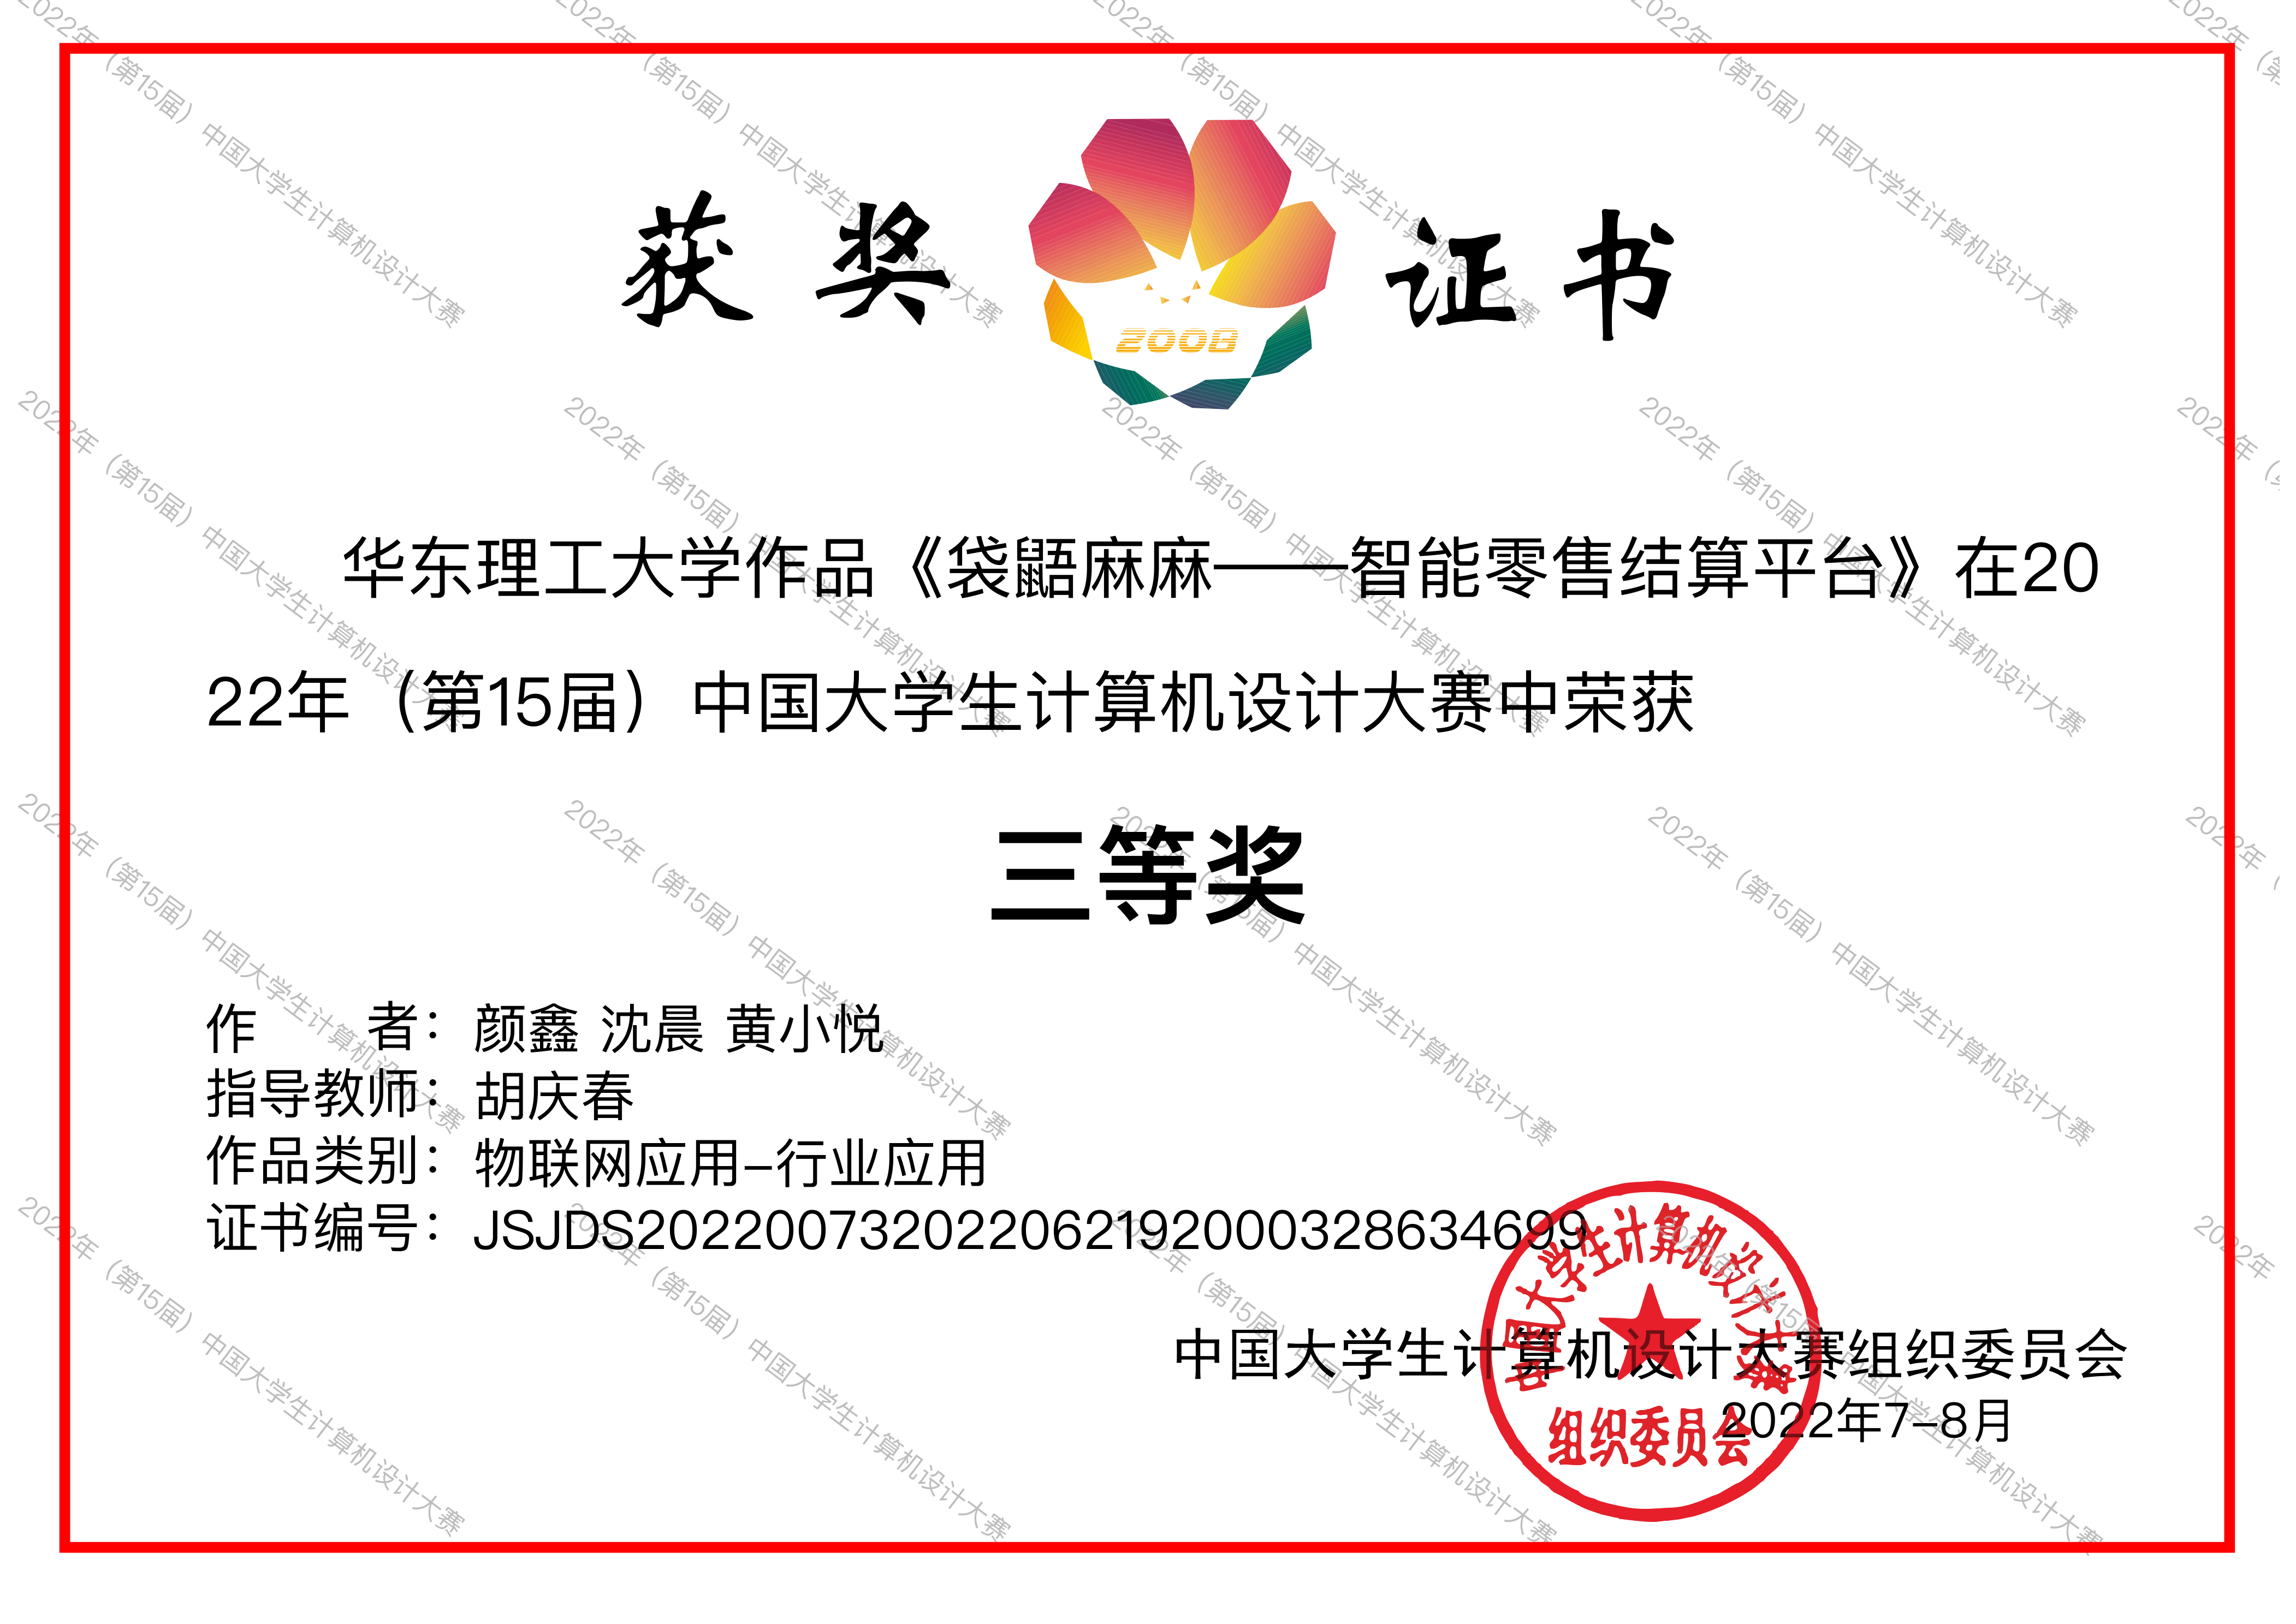 获奖 证书
2008
华东理工大学作品《袋鼯麻麻——智能零售结算平台》在20
22年（第15届）中国大学生计算机设计大赛中荣获
三等奖
作 者：颜鑫 沈晨 黄小悦
指导教师：胡庆春
作品类别：物联网应用-行业应用
证书编号：JSJDS20220073202206219200032863​4699
中国大学生计算机设计大赛
组织委员会
中国大学生计算机设计大赛组织委员会
2022年7-8月
2022年（第15届）中国大学生计算机设计大赛